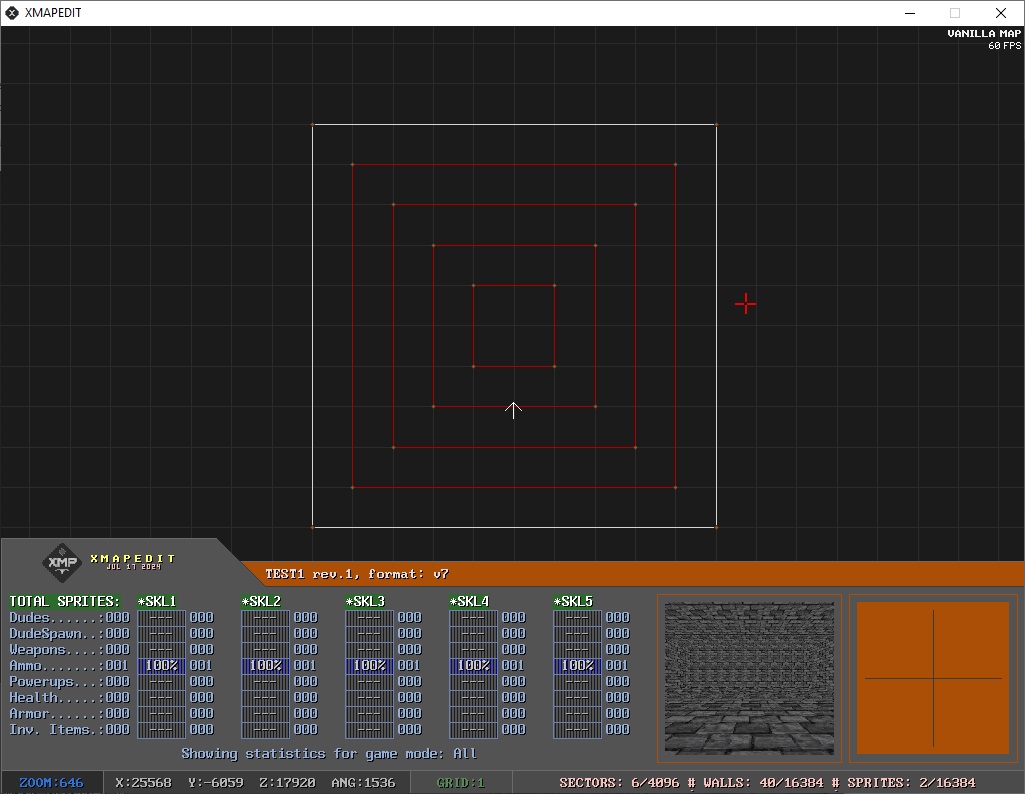 XMAPEDIT
VANILLA MAP
60 FPS
XMP
XMAPEDIT
JUL 17 2024
TEST1 rev.1, format: v7
TOTAL SPRITES: *SKL1 *SKL2 *SKL3 *SKL4 *SKL5
Dudes......:000 --- 000 --- 000 --- 000 --- 000 --- 000
DudeSpawn..:000 --- 000 --- 000 --- 000 --- 000 --- 000
Weapons....:000 --- 000 --- 000 --- 000 --- 000 --- 000
Ammo.......:001 100% 001 100% 001 100% 001 100% 001 100% 001
Powerups...:000 --- 000 --- 000 --- 000 --- 000 --- 000
Health.....:000 --- 000 --- 000 --- 000 --- 000 --- 000
Armor......:000 --- 000 --- 000 --- 000 --- 000 --- 000
Inv. Items.:000 --- 000 --- 000 --- 000 --- 000 --- 000
Showing statistics for game mode: All
ZOOM:646 X:25568 Y:-6059 Z:17920 ANG:1536 GRID:1 SECTORS: 6/4096 # WALLS: 40/16384 # SPRITES: 2/16384